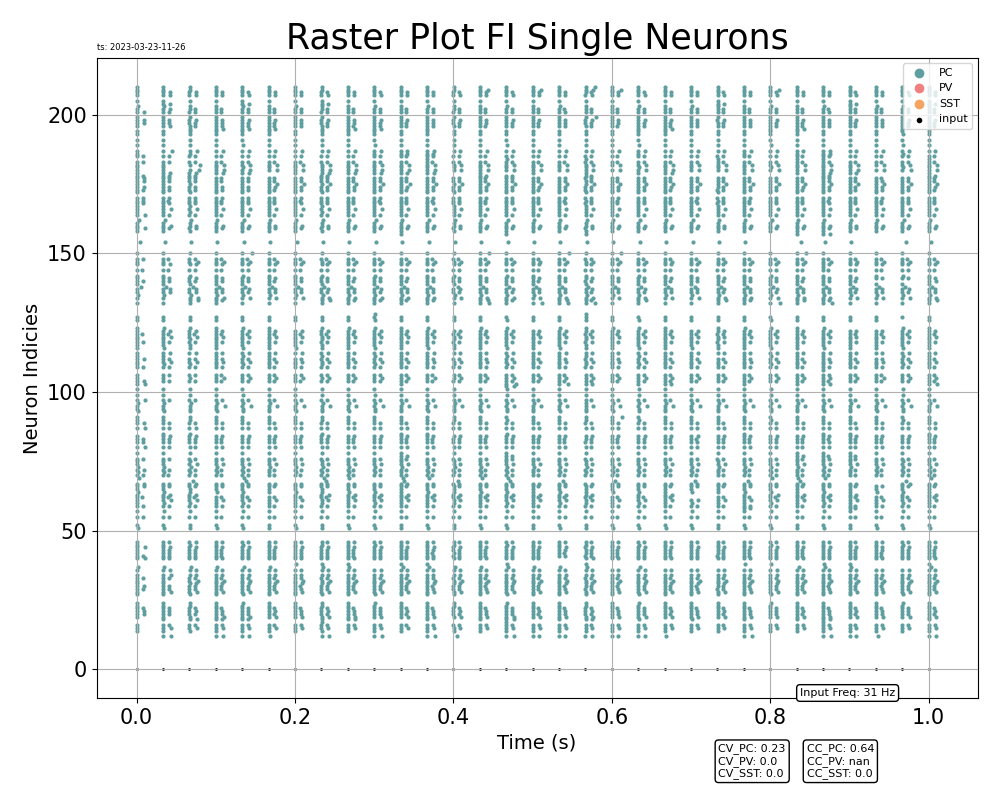 Raster Plot FI Single Neurons
ts: 2023-03-23-11-26
PC
PV
SST
input
200
150
100
50
0
Neuron Indicies
0.0 0.2 0.4 0.6 0.8 1.0
Time (s)
Input Freq: 31 Hz
CV_PC: 0.23
CV_PV: 0.0
CV_SST: 0.0
CC_PC: 0.64
CC_PV: nan
CC_SST: 0.0